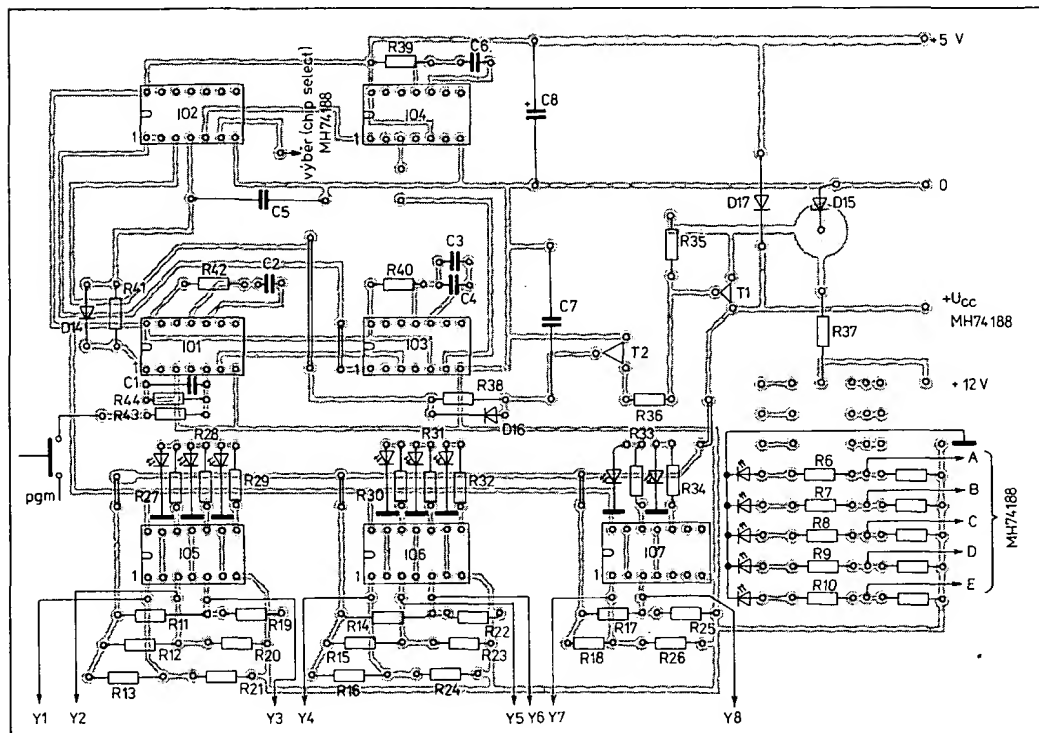 R39
C6
+5 V
IO2
1
výběr (chip select)
MH74188
IO4
1
+
C8
0
C5
D17
D15
R35
R41
D14
R42
C2
R40
C3
C4
C7
T1
+Ucc
MH74188
IO1
1
IO3
1
T2
R37
C1
R44
R43
R38
D16
R36
+12 V
pgm
R28
R27
R29
R31
R30
R32
R33
R34
R6
A
R7
B
R8
C
R9
D
R10
E
MH74188
IO5
1
IO6
1
IO7
1
R11
R19
R12
R20
R13
R21
R14
R22
R15
R23
R16
R24
R17
R25
R18
R26
Y1
Y2
Y3
Y4
Y5
Y6
Y7
Y8